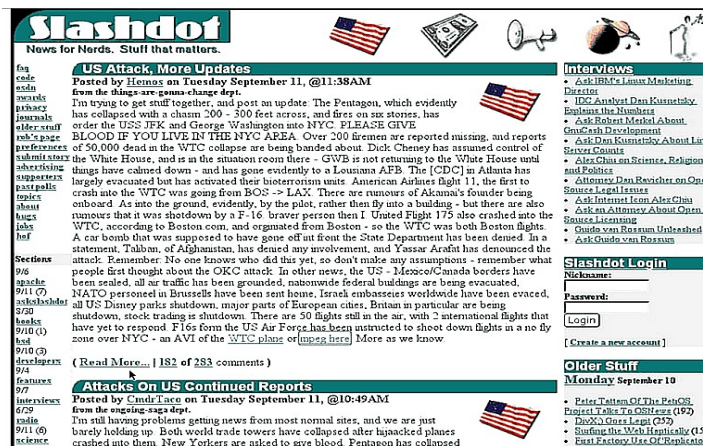 Slashdot
News for Nerds. Stuff that matters.
faq
code
osdn
awards
privacy
journals
older stuff
rob's page
preferences
submit story
advertising
supporters
past polls
topics
about
bugs
jobs
hof
Sections
9/6
apache
9/11 (7)
askslashdot
8/30
books
9/10 (1)
bsd
9/10 (3)
developers
9/4
features
9/7
interviews
6/29
radio
9/11 (6)
science
US Attack, More Updates
Posted by Hemos on Tuesday September 11, @11:38AM
from the things-are-gonna-change dept.
I'm trying to get stuff together, and post an update: The Pentagon, which evidently
has collapsed with a chasm 200 - 300 feet across, and fires on six stories, has
order the USS JFK and George Washington into NYC. PLEASE GIVE
BLOOD IF YOU LIVE IN THE NYC AREA. Over 200 firemen are reported missing, and reports
of 50,000 dead in the WTC collapse are being bandied about. Dick Cheney has assumed control of
the White House, and is in the situation room there - GWB is not returning to the White House until
things have calmed down - and has gone evidently to a Lousiana AFB. The [CDC] in Atlanta has
largely evacuated but has activated their bioterrorism units. American Airlines flight 11, the first to
crash into the WTC was going from BOS -> LAX. There are rumours of Akamai's founder being
onboard. As into the ground, evidently, by the pilot, rather then fly into a building - but there are also
rumours that it was shotdown by a F-16. braver person then I. United Flight 175 also crashed into the
WTC, according to Boston.com, and orginated from Boston - so the WTC was both Boston flights.
A car bomb that was supposed to have gone off int front the State Department has been denied. In a
statement, Taliban, of Afghanistan, has denied any involvement, and Yassar Arafit has denounced the
attack. Remember: No one knows who did this yet, so don't make any assumptions - remember what
people first thought about the OKC attack. In other news, the US - Mexico/Canada borders have
been sealed, all air traffic has been grounded, nationwide federal buildings are being evacuated,
NATO personed in Brussells have been sent home, Israeli embasseies worldwide have been evaced,
all US Disney parks shutdown, major parts of European cities, Britain in particular are being
shutdown, stock trading is shutdown. There are 50 flights still in the air, with 2 international flights that
have yet to respond. F16s form the US Air Force has been instructed to shoot down flights in a no fly
zone over NYC - an AVI of the WTC plane or mpeg here. More as we know.
( Read More... | 182 of 283 comments )
Attacks On US Continued Reports
Posted by CmdrTaco on Tuesday September 11, @10:49AM
from the ongoing-saga dept.
I'm still having problems getting news from most normal sites, and we are just
barely holding up. Both world trade towers have collapsed after hijaacked planes
crashed into them. New Yorkers are asked to give blood. Pentagon has collapsed
Interviews
Ask IBM's Linux Marketing
Director
IDC Analyst Dan Kusnetzky
Explains the Numbers
Ask Robert Merkel About
GnuCash Development
Ask Dan Kusnetzky About Lin
Server Counts
Alex Chiu on Science, Religion
and Politics
Attorney Dan Ravicher on Ope
Source Legal Issues
Ask Internet Icon Alex Chiu
Ask an Attorney About Open
Source Licensing
Guido van Rossum Unleashed
Ask Guido van Rossum
Slashdot Login
Nickname:
Password:
Login
[ Create a new account ]
Older Stuff
Monday September 10
Peter Tattem Of The PetrOS
Project Talks To OSNews (192)
DivX;) Goes Legit (252)
Surfing the Web Heptically (15
First Factory Use Of 'Replicato